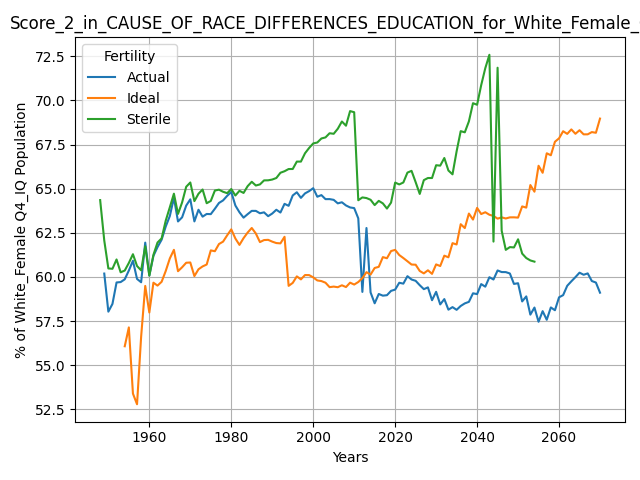 Score_2_in_CAUSE_OF_RACE_DIFFERENCES_EDUCATION_for_White_Female_
Fertility
Actual
Ideal
Sterile
% of White_Female Q4_IQ Population
72.5
70.0
67.5
65.0
62.5
60.0
57.5
55.0
52.5
1960
1980
2000
2020
2040
2060
Years